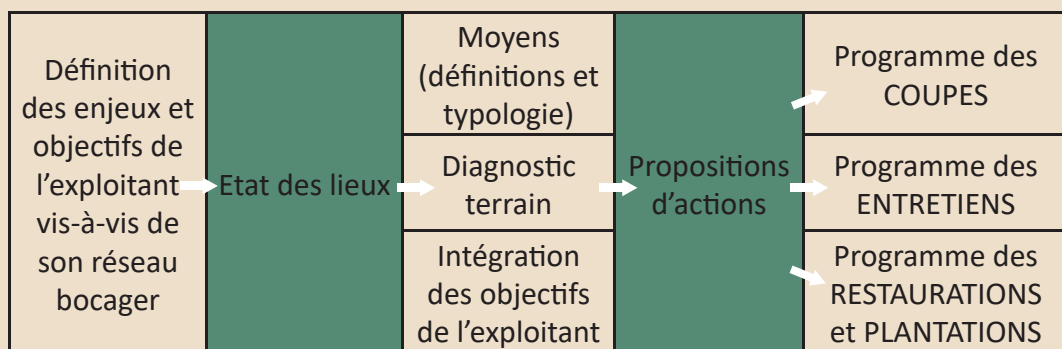 Définition
des enjeux et
objectifs de
l'exploitant
vis-à-vis de
son réseau
bocager
Etat des lieux
Moyens
(définitions et
typologie)
Diagnostic
terrain
Intégration
des objectifs
de l'exploitant
Propositions
d'actions
Programme des
COUPES
Programme des
ENTRETIENS
Programme des
RESTAURATIONS
et PLANTATIONS